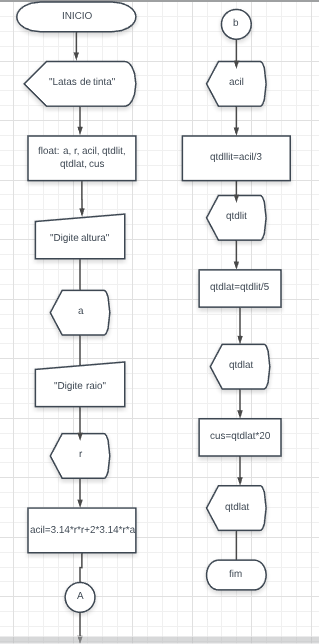 INICIO
"Latas de tinta"
float: a, r, acil, qtdlit,
qtdlat, cus
"Digite altura"
a
"Digite raio"
r
acil=3.14*r*r+2*3.14*r*a
A
b
acil
qtdllit=acil/3
qtdlit
qtdlat=qtdlit/5
qtdlat
cus=qtdlat*20
qtdlat
fim